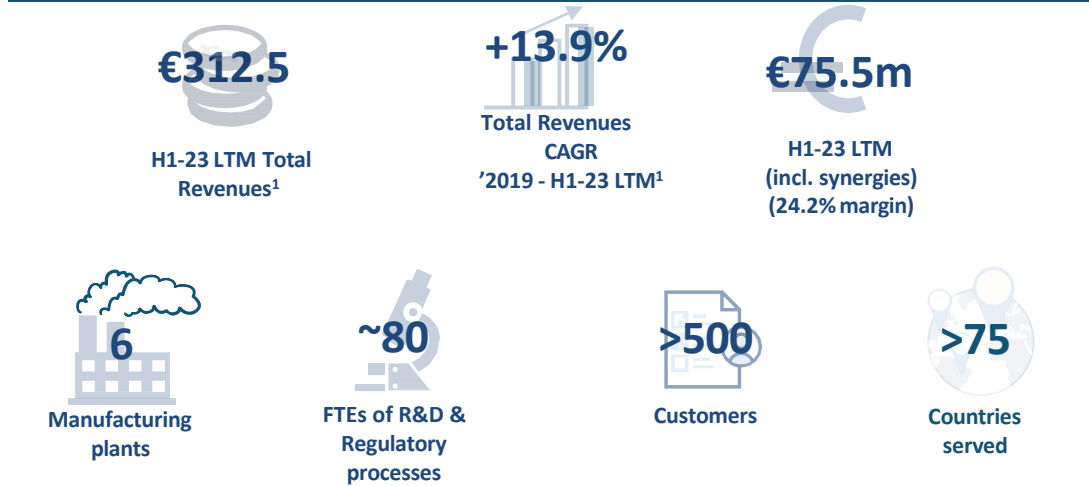 €312.5
H1-23 LTM Total
Revenues¹
+13.9%
Total Revenues
CAGR
’2019 - H1-23 LTM¹
€75.5m
H1-23 LTM
(incl. synergies)
(24.2% margin)
6
Manufacturing
plants
~80
FTEs of R&D &
Regulatory
processes
>500
Customers
>75
Countries
served